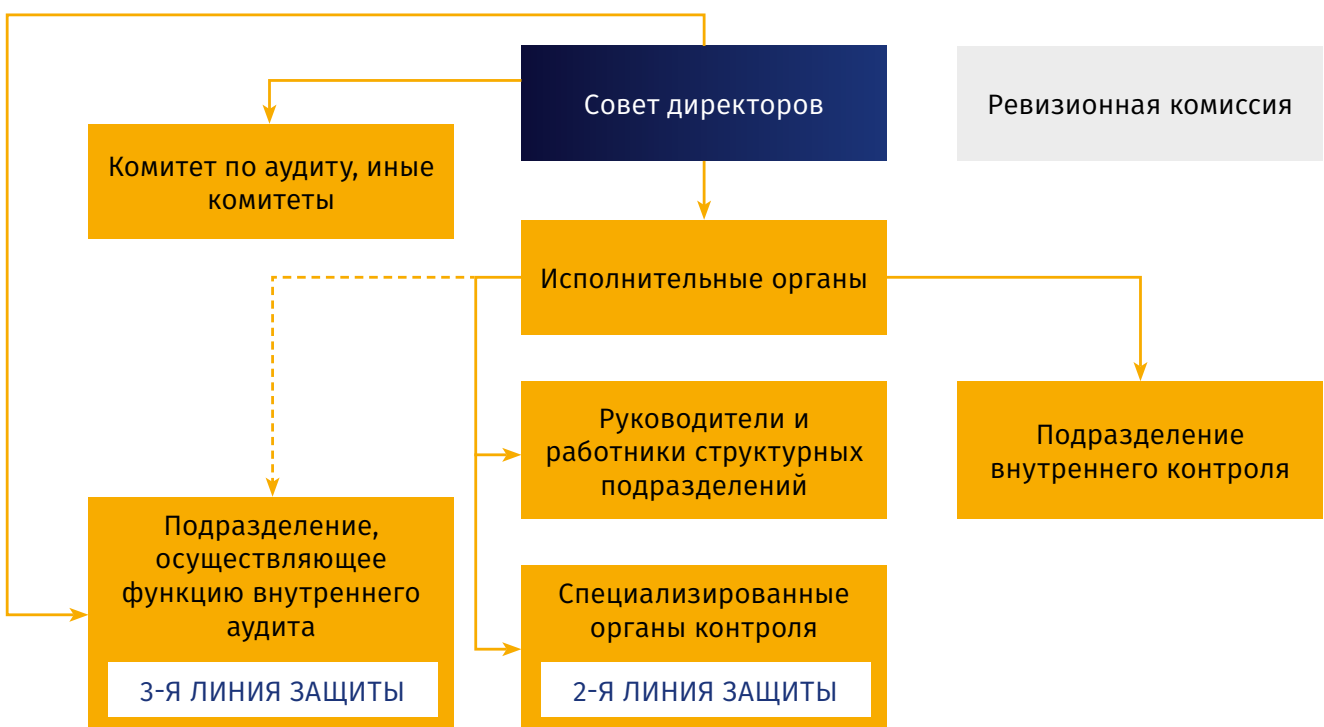 Совет директоров
Ревизионная комиссия
Комитет по аудиту, иные
комитеты
Исполнительные органы
Руководители и
работники структурных
подразделений
Подразделение
внутреннего контроля
Подразделение,
осуществляющее
функцию внутреннего
аудита
3-Я ЛИНИЯ ЗАЩИТЫ
Специализированные
органы контроля
2-Я ЛИНИЯ ЗАЩИТЫ